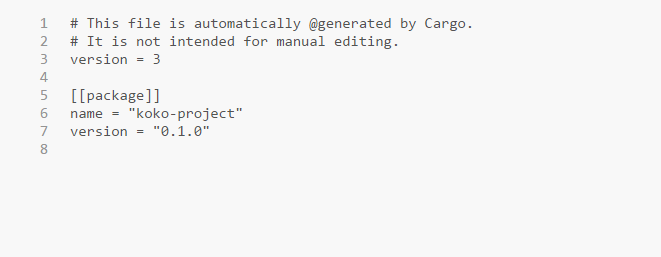 1 # This file is automatically @generated by Cargo.
2 # It is not intended for manual editing.
3 version = 3
4
5 [[package]]
6 name = "koko-project"
7 version = "0.1.0"
8